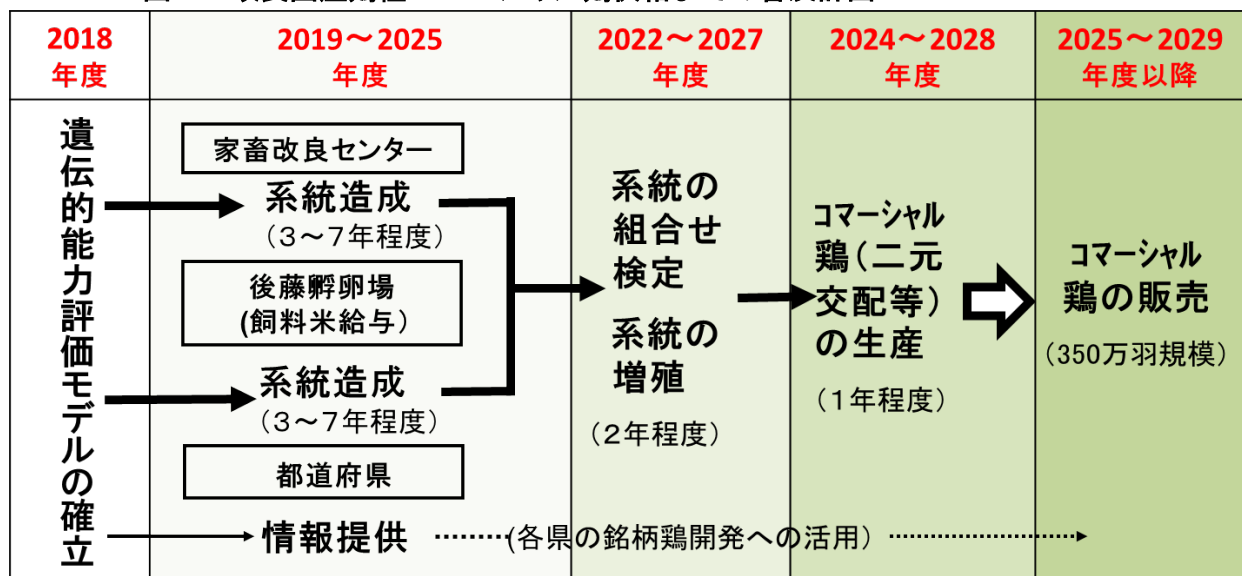 2018
年度
2019～2025
年度
2022～2027
年度
2024～2028
年度
2025～2029
年度以降
遺伝的能力評価モデルの確立
家畜改良センター
系統造成
（3～7年程度）
後藤孵卵場
(飼料米給与）
系統造成
（3～7年程度）
都道府県
情報提供
(各県の銘柄鶏開発への活用）
系統の
組合せ
検定
系統の
増殖
（2年程度）
コマーシャル
鶏（二元
交配等）
の生産
（1年程度）
コマーシャル
鶏の販売
（350万羽規模）